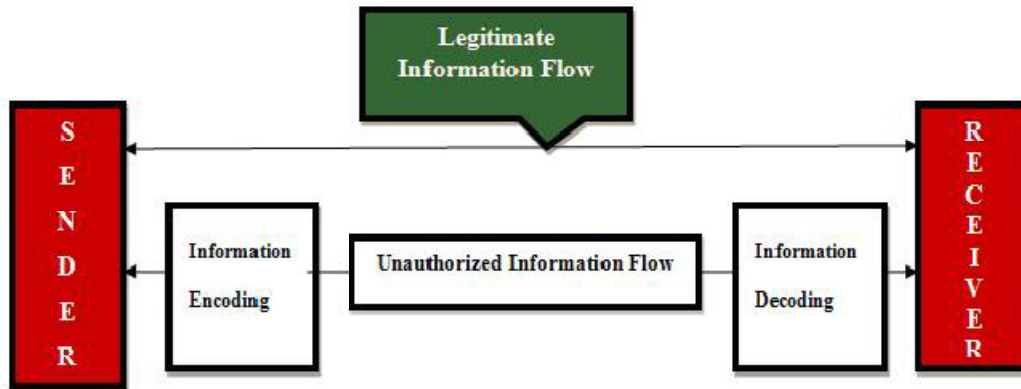 Legitimate
Information Flow
S
E
N
D
E
R
Information
Encoding
Unauthorized Information Flow
Information
Decoding
R
E
C
E
I
V
E
R